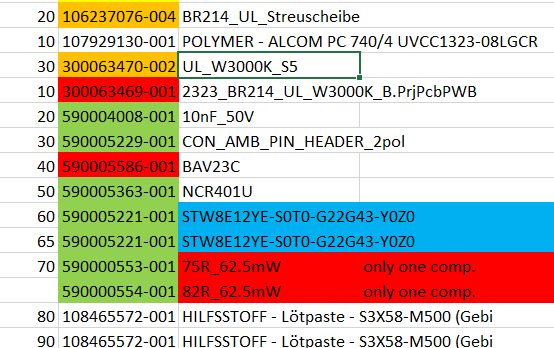 20 106237076-004 BR214_UL_Streuscheibe
10 107929130-001 POLYMER - ALCOM PC 740/4 UVCC1323-08LGCR
30 300063470-002 UL_W3000K_S5
10 300063469-001 2323_BR214_UL_W3000K_B.PrjPcbPWB
20 590004008-001 10nF_50V
30 590005229-001 CON_AMB_PIN_HEADER_2pol
40 590005586-001 BAV23C
50 590005363-001 NCR401U
60 590005221-001 STW8E12YE-S0T0-G22G43-Y0Z0
65 590005221-001 STW8E12YE-S0T0-G22G43-Y0Z0
70 590000553-001 75R_62.5mW only one comp.
590000554-001 82R_62.5mW only one comp.
80 108465572-001 HILFSSTOFF - Lötpaste - S3X58-M500 (Gebi
90 108465572-001 HILFSSTOFF - Lötpaste - S3X58-M500 (Gebi